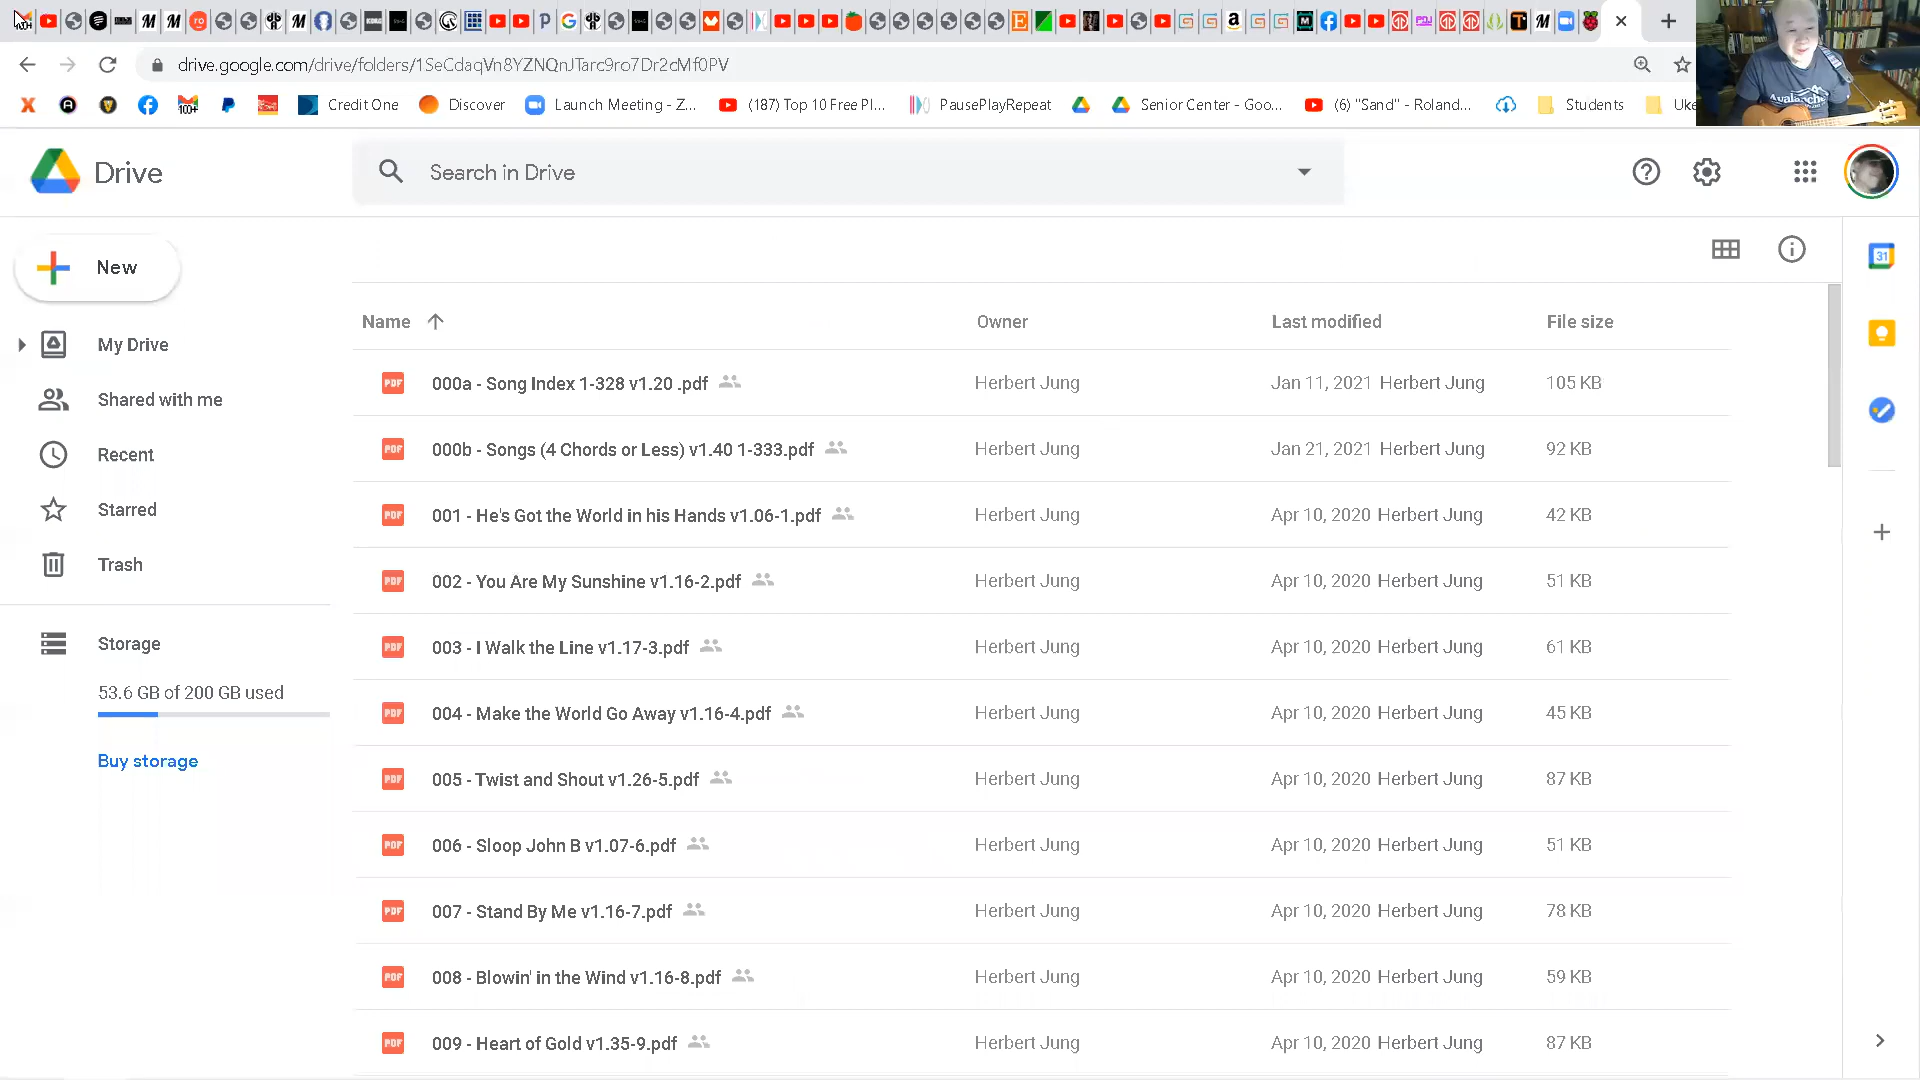 drive.google.com/drive/folders/1SeCdaqVn8YZNQnJTarc9ro7Dr2cMf0PV
Credit One
Discover
Launch Meeting - Z...
(187) Top 10 Free Pl...
PausePlayRepeat
Senior Center - Goo...
(6) "Sand" - Roland...
Students
Uke
Drive
Search in Drive
New
My Drive
Shared with me
Recent
Starred
Trash
Storage
53.6 GB of 200 GB used
Buy storage
Name Owner Last modified File size
000a - Song Index 1-328 v1.20 .pdf Herbert Jung Jan 11, 2021 Herbert Jung 105 KB
000b - Songs (4 Chords or Less) v1.40 1-333.pdf Herbert Jung Jan 21, 2021 Herbert Jung 92 KB
001 - He's Got the World in his Hands v1.06-1.pdf Herbert Jung Apr 10, 2020 Herbert Jung 42 KB
002 - You Are My Sunshine v1.16-2.pdf Herbert Jung Apr 10, 2020 Herbert Jung 51 KB
003 - I Walk the Line v1.17-3.pdf Herbert Jung Apr 10, 2020 Herbert Jung 61 KB
004 - Make the World Go Away v1.16-4.pdf Herbert Jung Apr 10, 2020 Herbert Jung 45 KB
005 - Twist and Shout v1.26-5.pdf Herbert Jung Apr 10, 2020 Herbert Jung 87 KB
006 - Sloop John B v1.07-6.pdf Herbert Jung Apr 10, 2020 Herbert Jung 51 KB
007 - Stand By Me v1.16-7.pdf Herbert Jung Apr 10, 2020 Herbert Jung 78 KB
008 - Blowin' in the Wind v1.16-8.pdf Herbert Jung Apr 10, 2020 Herbert Jung 59 KB
009 - Heart of Gold v1.35-9.pdf Herbert Jung Apr 10, 2020 Herbert Jung 87 KB
31
Avalanche